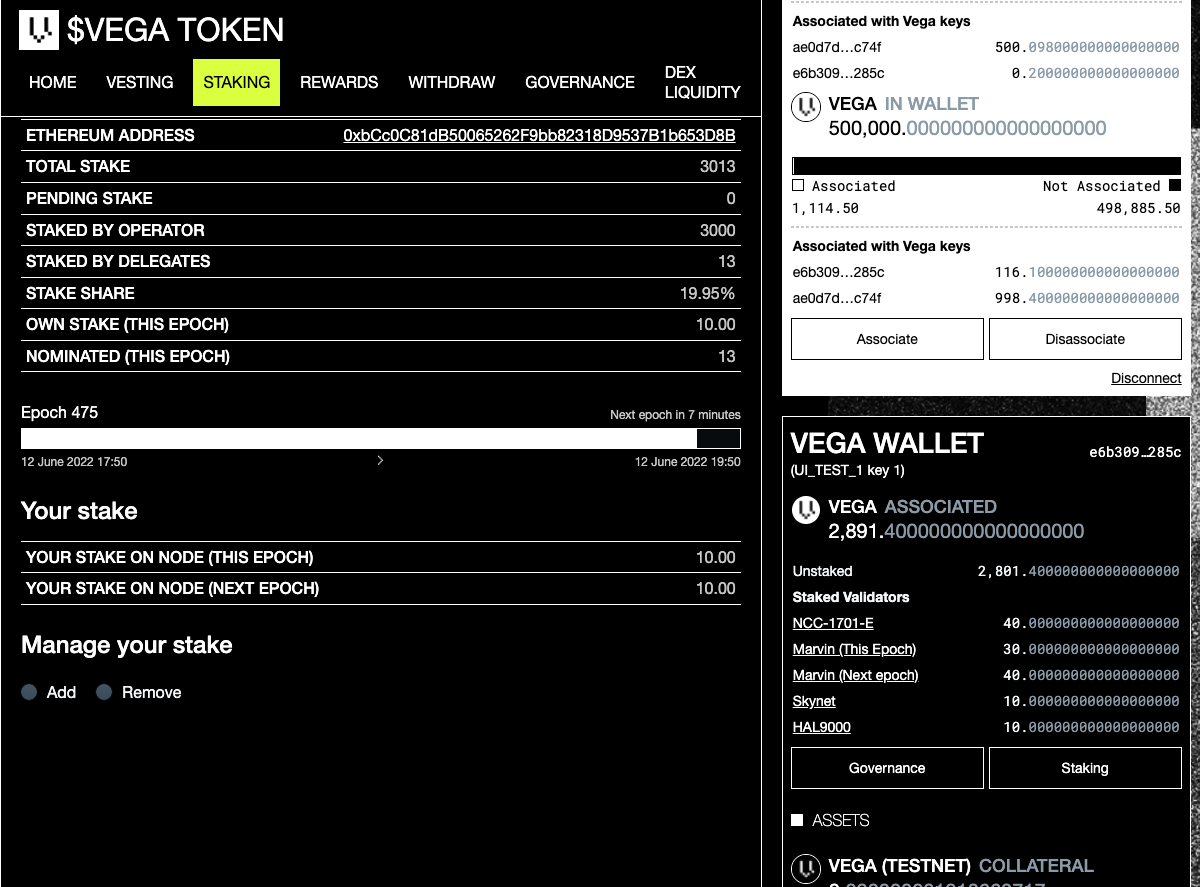 $VEGA TOKEN
HOME VESTING STAKING REWARDS WITHDRAW GOVERNANCE DEX LIQUIDITY
ETHEREUM ADDRESS 0xbCc0C81dB50065262F9bb82318D9537B1b653D8B
TOTAL STAKE 3013
PENDING STAKE 0
STAKED BY OPERATOR 3000
STAKED BY DELEGATES 13
STAKE SHARE 19.95%
OWN STAKE (THIS EPOCH) 10.00
NOMINATED (THIS EPOCH) 13
Epoch 475 Next epoch in 7 minutes
12 June 2022 17:50 12 June 2022 19:50
Your stake
YOUR STAKE ON NODE (THIS EPOCH) 10.00
YOUR STAKE ON NODE (NEXT EPOCH) 10.00
Manage your stake
Add Remove
Associated with Vega keys
ae0d7d…c74f 500.098000000000000000
e6b309…285c 0.200000000000000000
VEGA IN WALLET
500,000.000000000000000000
Associated Not Associated
1,114.50 498,885.50
Associated with Vega keys
e6b309…285c 116.100000000000000000
ae0d7d…c74f 998.400000000000000000
Associate Disassociate
Disconnect
VEGA WALLET e6b309…285c
(UI_TEST_1 key 1)
VEGA ASSOCIATED
2,891.400000000000000000
Unstaked 2,801.400000000000000000
Staked Validators
NCC-1701-E 40.000000000000000000
Marvin (This Epoch) 30.000000000000000000
Marvin (Next epoch) 40.000000000000000000
Skynet 10.000000000000000000
HAL9000 10.000000000000000000
Governance Staking
ASSETS
VEGA (TESTNET) COLLATERAL